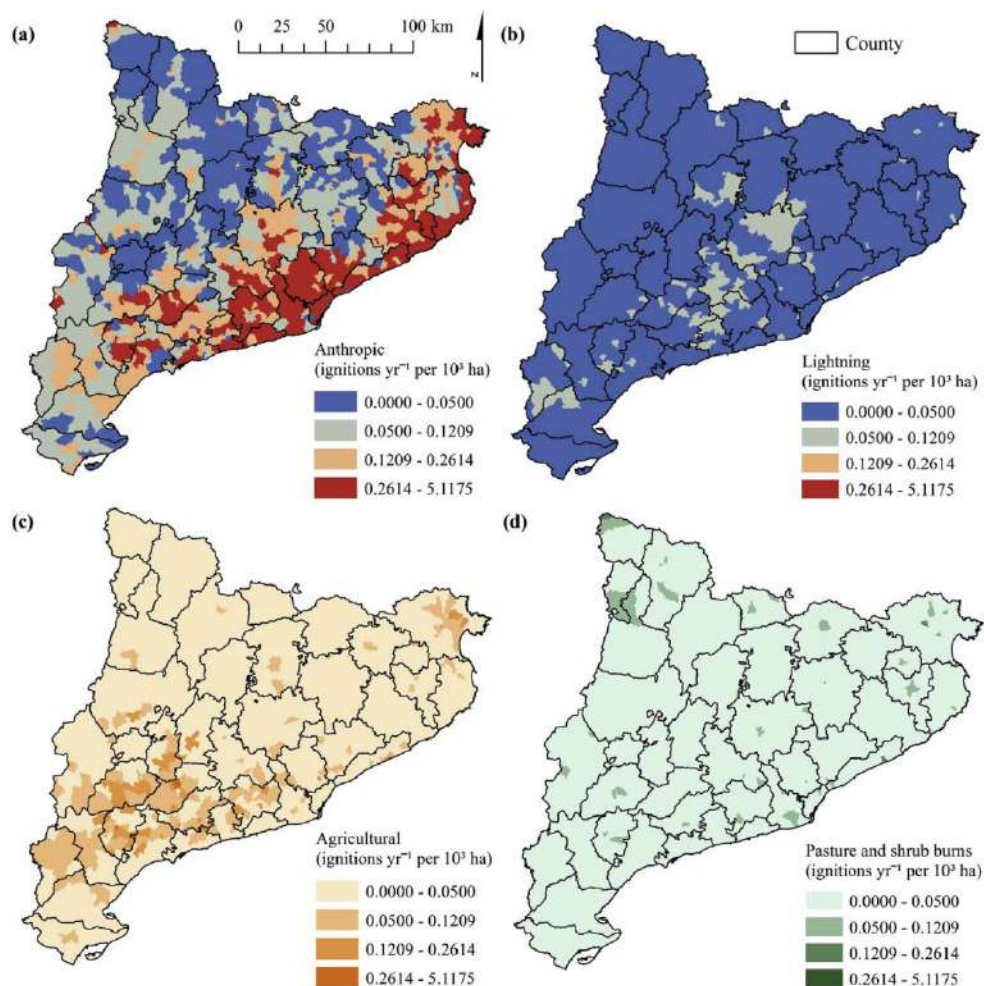 (a)
0 25 50 100 km
N
(b)
County
Anthropic
(ignitions yr⁻¹ per 10³ ha)
0.0000 - 0.0500
0.0500 - 0.1209
0.1209 - 0.2614
0.2614 - 5.1175
Lightning
(ignitions yr⁻¹ per 10³ ha)
0.0000 - 0.0500
0.0500 - 0.1209
0.1209 - 0.2614
0.2614 - 5.1175
(c)
(d)
Agricultural
(ignitions yr⁻¹ per 10³ ha)
0.0000 - 0.0500
0.0500 - 0.1209
0.1209 - 0.2614
0.2614 - 5.1175
Pasture and shrub burns
(ignitions yr⁻¹ per 10³ ha)
0.0000 - 0.0500
0.0500 - 0.1209
0.1209 - 0.2614
0.2614 - 5.1175